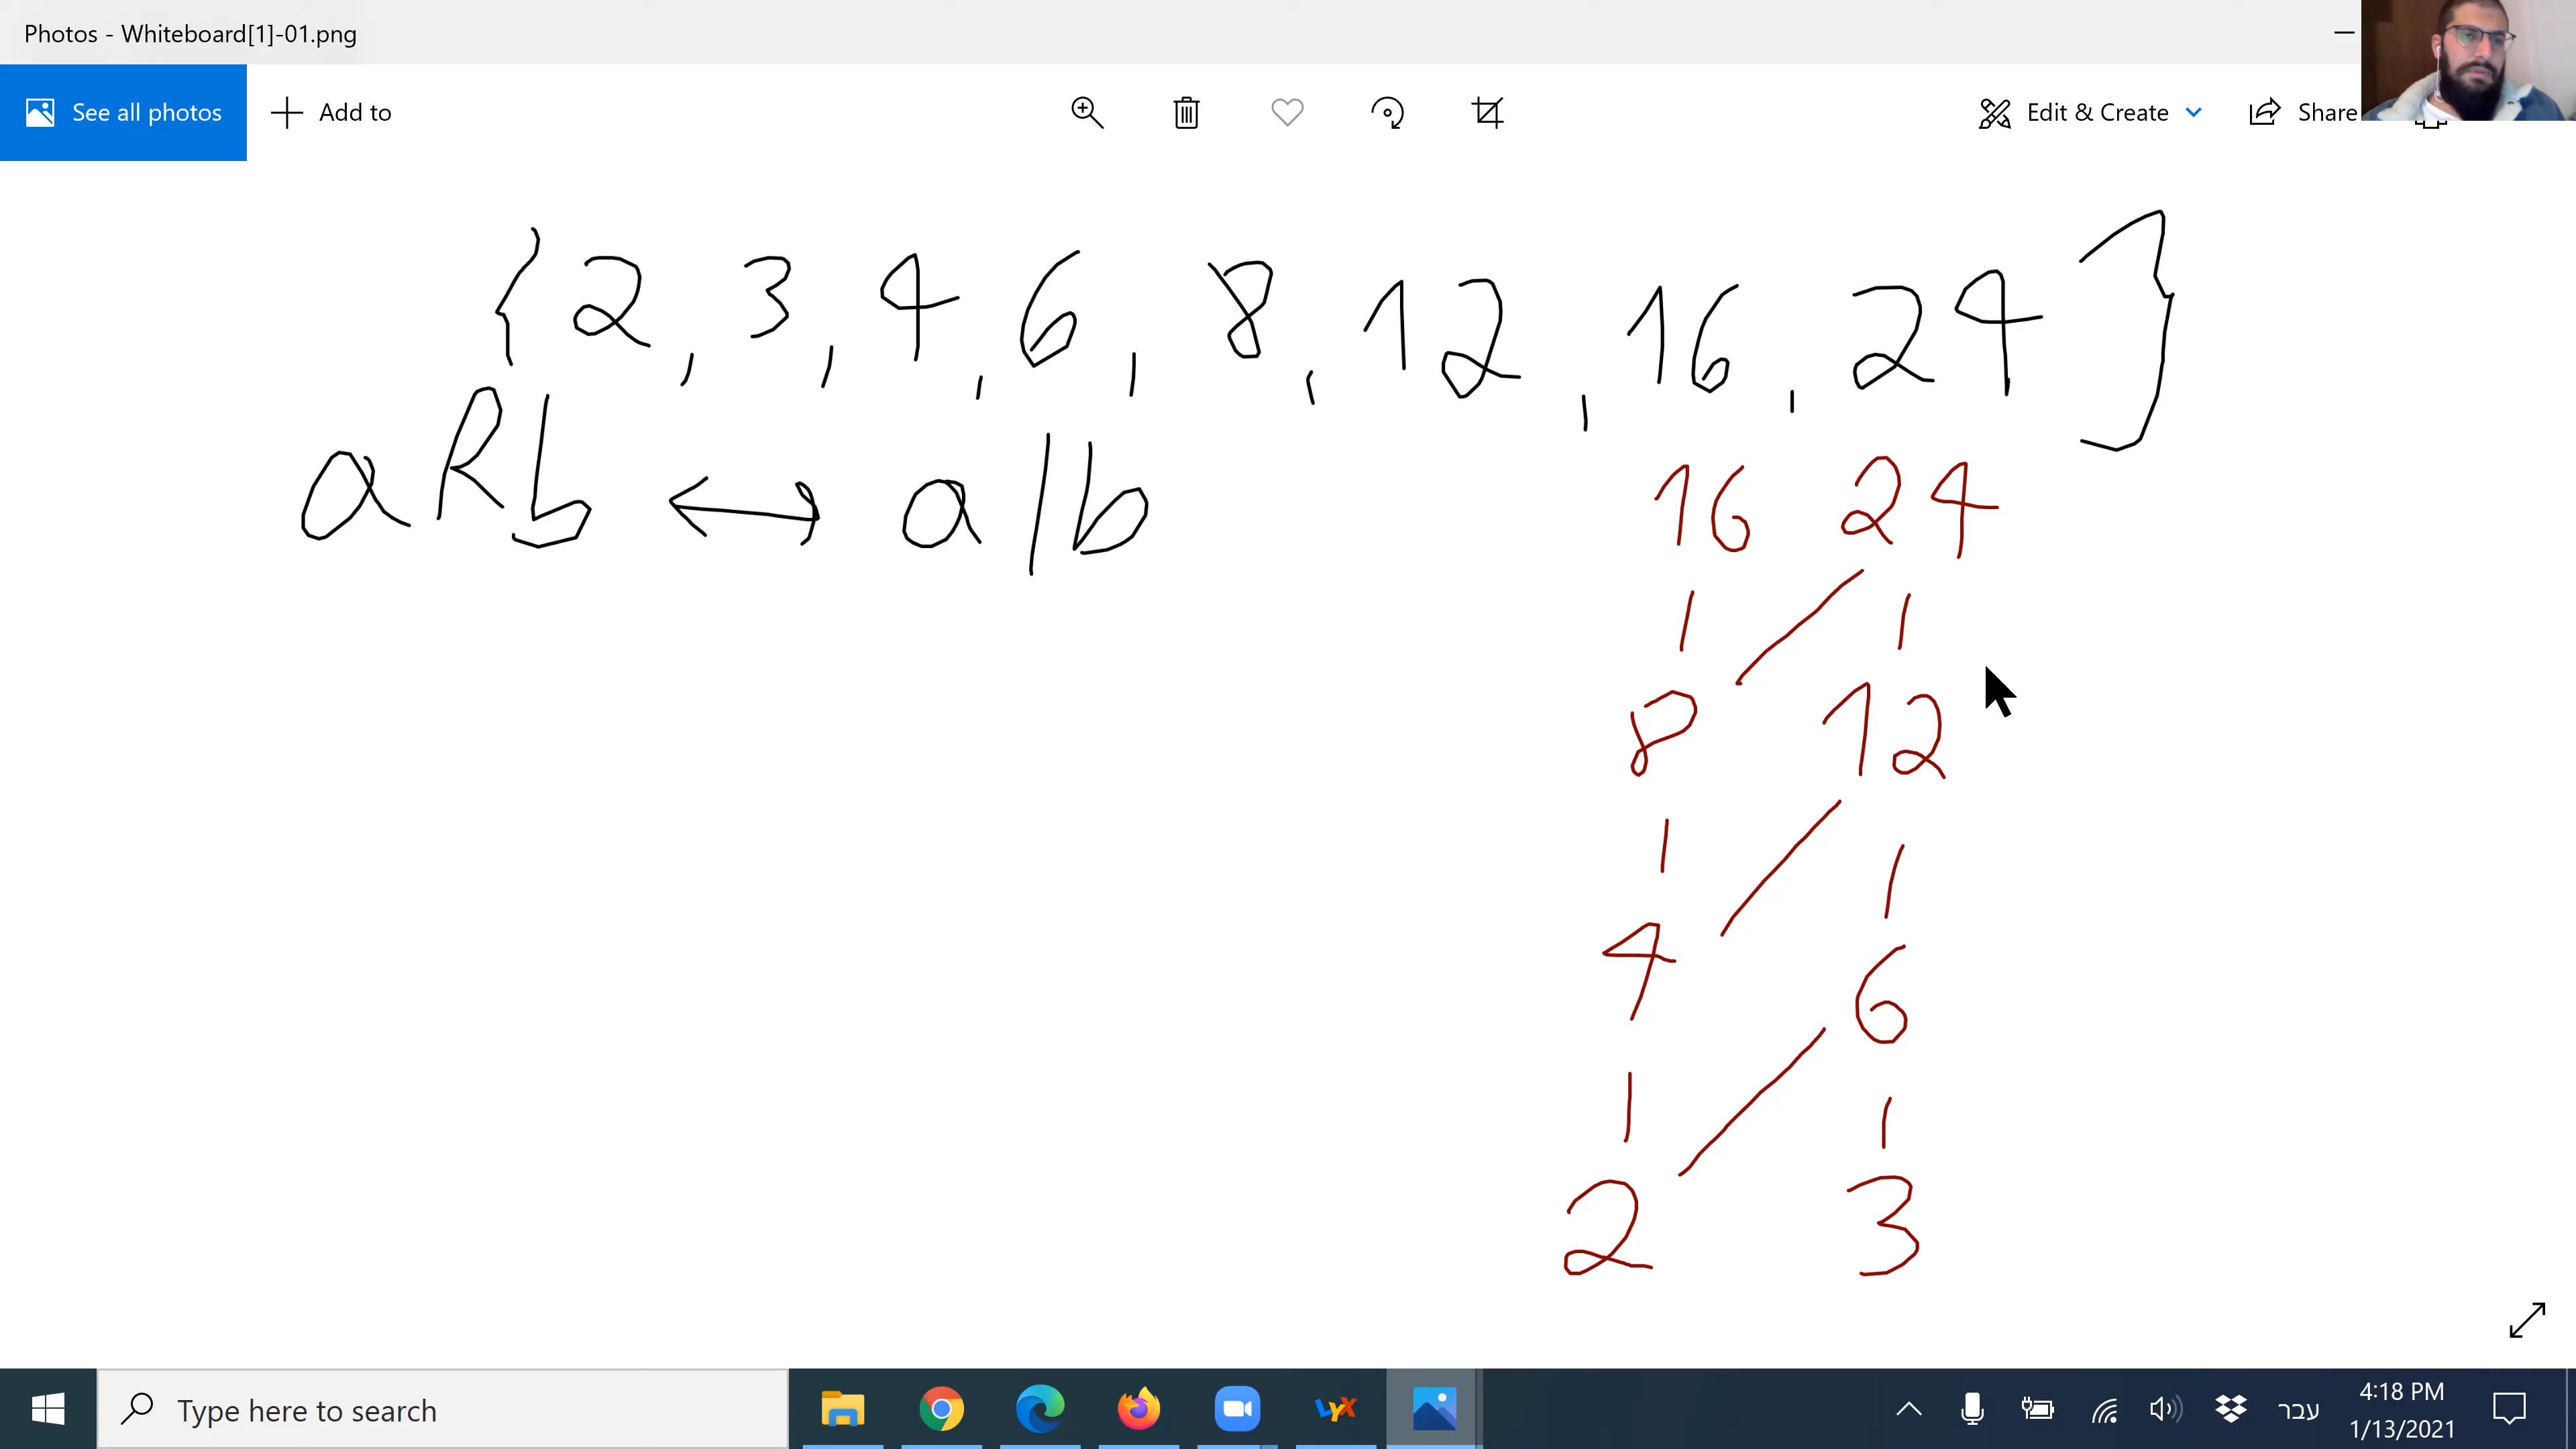 Photos - Whiteboard[1]-01.png
See all photos
Add to
Edit & Create
Share
{2, 3, 4, 6, 8, 12, 16, 24}
aRb ↔ a|b
16 24
8 12
4 6
2 3
Type here to search
LyX
עבר
4:18 PM
1/13/2021